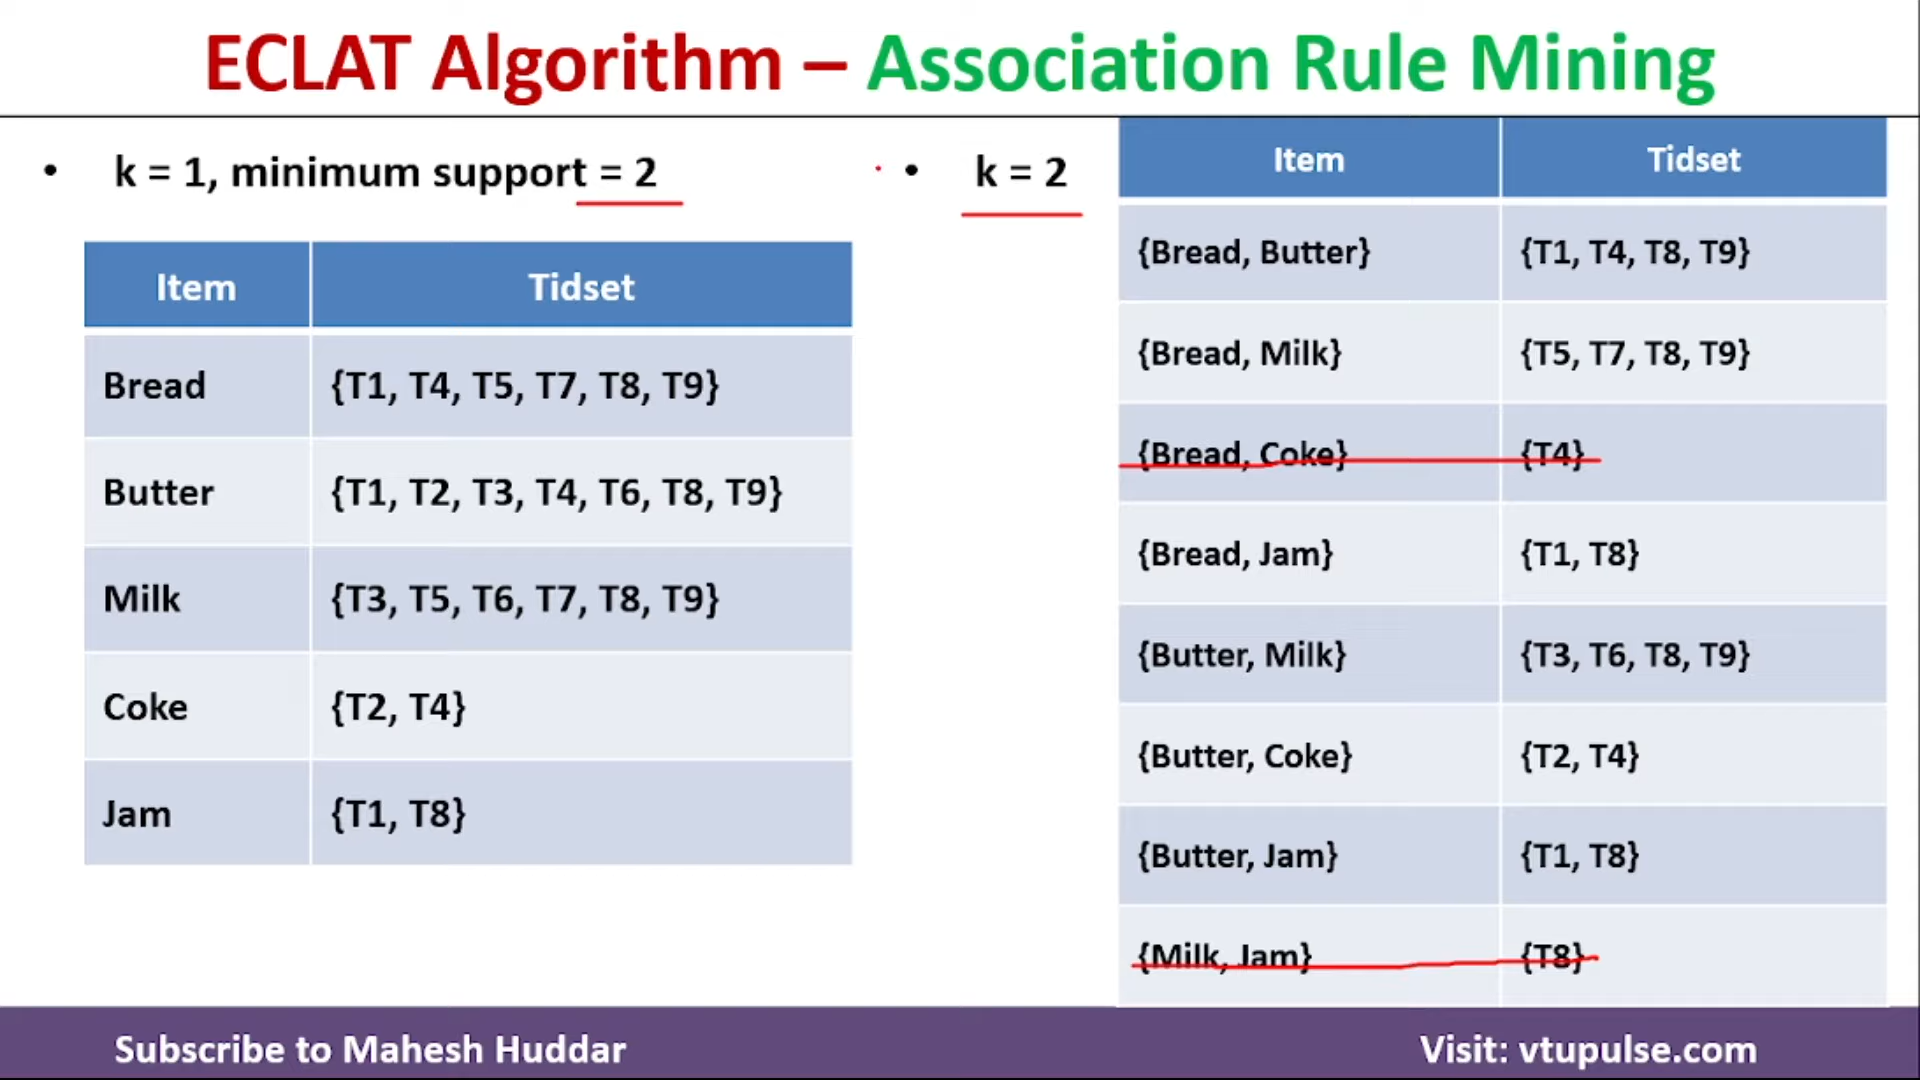 ECLAT Algorithm – Association Rule Mining
• k = 1, minimum support = 2
Item Tidset
Bread {T1, T4, T5, T7, T8, T9}
Butter {T1, T2, T3, T4, T6, T8, T9}
Milk {T3, T5, T6, T7, T8, T9}
Coke {T2, T4}
Jam {T1, T8}
• k = 2
Item Tidset
{Bread, Butter} {T1, T4, T8, T9}
{Bread, Milk} {T5, T7, T8, T9}
{Bread, Coke} {T4}
{Bread, Jam} {T1, T8}
{Butter, Milk} {T3, T6, T8, T9}
{Butter, Coke} {T2, T4}
{Butter, Jam} {T1, T8}
{Milk, Jam} {T8}
Subscribe to Mahesh Huddar
Visit: vtupulse.com